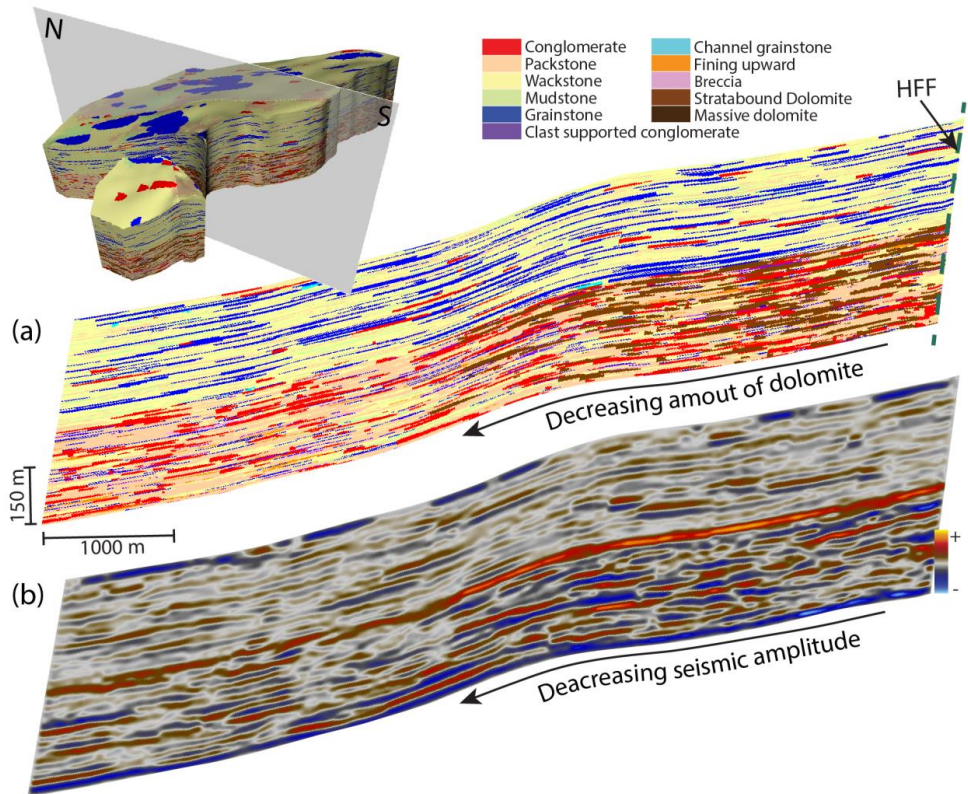 N
S
Conglomerate
Packstone
Wackstone
Mudstone
Grainstone
Clast supported conglomerate
Channel grainstone
Fining upward
Breccia
Stratabound Dolomite
Massive dolomite
HFF
(a)
Decreasing amout of dolomite
150 m
1000 m
(b)
+
-
Deacreasing seismic amplitude